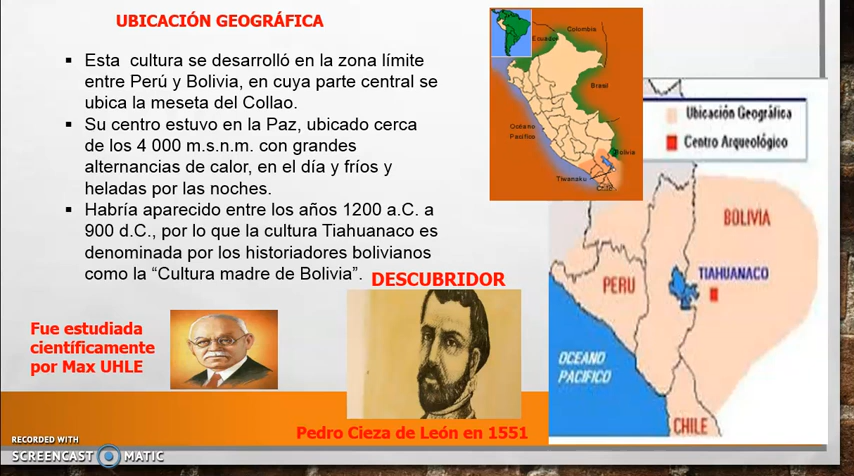 UBICACIÓN GEOGRÁFICA
▪ Esta cultura se desarrolló en la zona límite
entre Perú y Bolivia, en cuya parte central se
ubica la meseta del Collao.
▪ Su centro estuvo en la Paz, ubicado cerca
de los 4 000 m.s.n.m. con grandes
alternancias de calor, en el día y fríos y
heladas por las noches.
▪ Habría aparecido entre los años 1200 a.C. a
900 d.C., por lo que la cultura Tiahuanaco es
denominada por los historiadores bolivianos
como la “Cultura madre de Bolivia”.
DESCUBRIDOR
Fue estudiada
científicamente
por Max UHLE
Pedro Cieza de León en 1551
Colombia
Ecuador
Brasil
Océano
Pacífico
Bolivia
Tiwanaku
Chile
Ubicación Geográfica
Centro Arqueológico
BOLIVIA
TIAHUANACO
PERU
OCEANO
PACIFICO
CHILE
RECORDED WITH
SCREENCAST MATIC